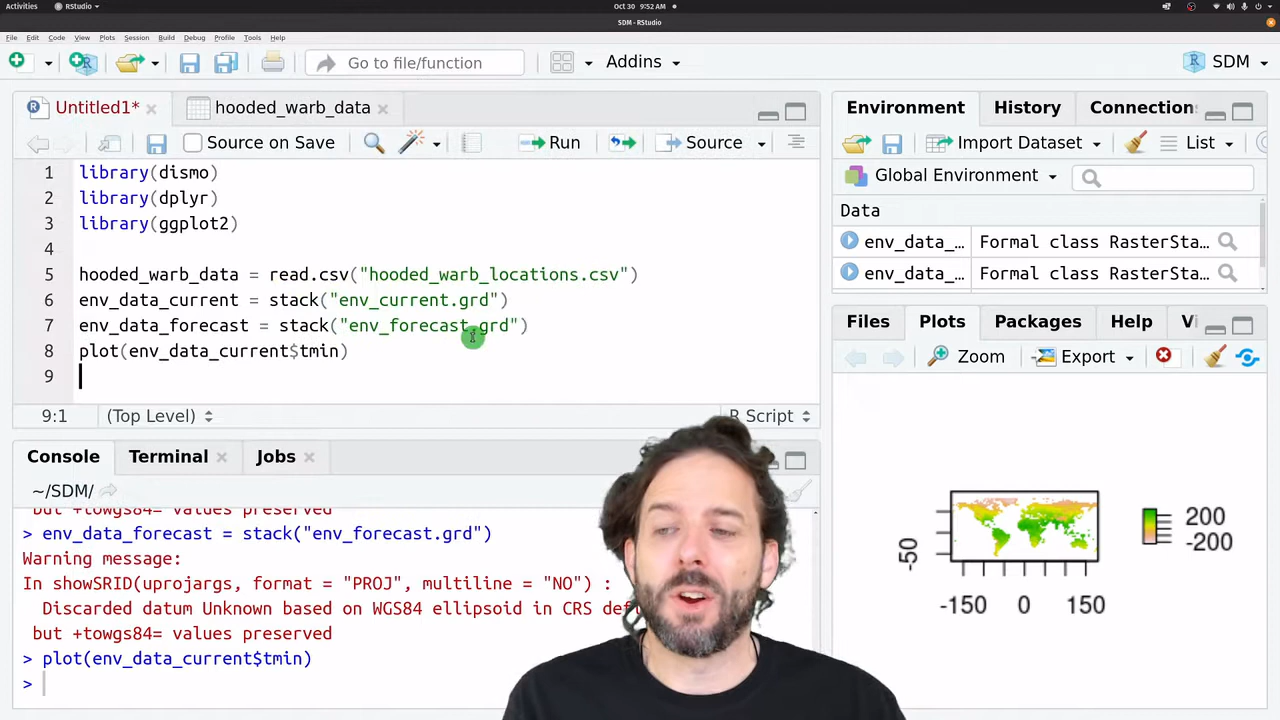 Activities
RStudio
Oct 30 9:52 AM
SDM - RStudio
File Edit Code View Plots Session Build Debug Profile Tools Help
Go to file/function
Addins
SDM
Untitled1*
hooded_warb_data
Source on Save
Run
Source
1 library(dismo)
2 library(dplyr)
3 library(ggplot2)
4
5 hooded_warb_data = read.csv("hooded_warb_locations.csv")
6 env_data_current = stack("env_current.grd")
7 env_data_forecast = stack("env_forecast.grd")
8 plot(env_data_current$tmin)
9
9:1 (Top Level) R Script
Console Terminal Jobs
~/SDM/
but +towgs84= values preserved
> env_data_forecast = stack("env_forecast.grd")
Warning message:
In showSRID(uprojargs, format = "PROJ", multiline = "NO") :
Discarded datum Unknown based on WGS84 ellipsoid in CRS
but +towgs84= values preserved
> plot(env_data_current$tmin)
>
Environment History Connection
Import Dataset List
Global Environment
Data
env_data_… Formal class RasterSta…
env_data_… Formal class RasterSta…
Files Plots Packages Help Vi
Zoom Export
-50
-150 0 150
200
-200